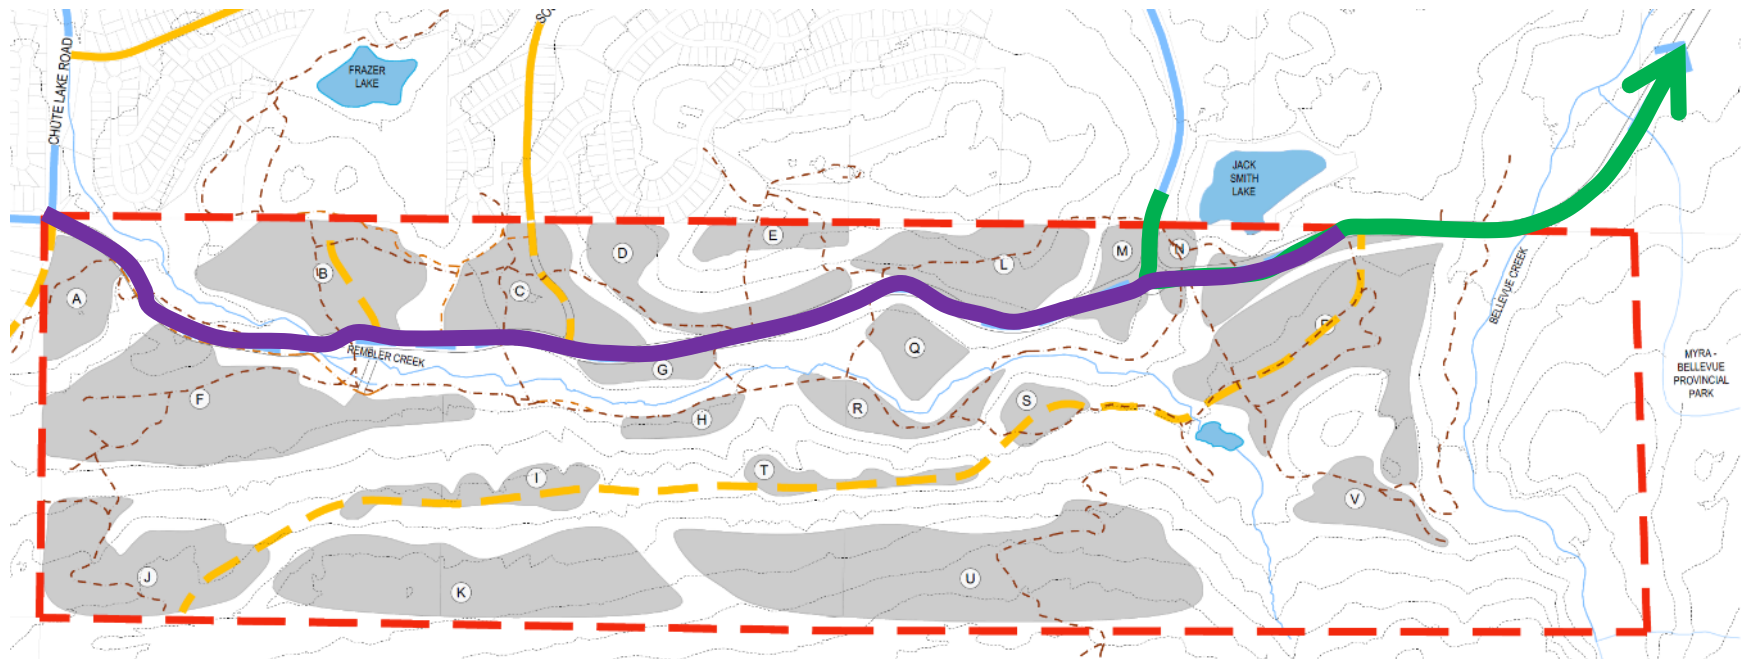 CHUTE LAKE ROAD
FRAZER
LAKE
JACK
SMITH
LAKE
BELLEVUE CREEK
MYRA -
BELLEVUE
PROVINCIAL
PARK
REMBLER CREEK
A
B
C
D
E
L
M
N
F
G
Q
H
R
S
I
T
V
J
K
U